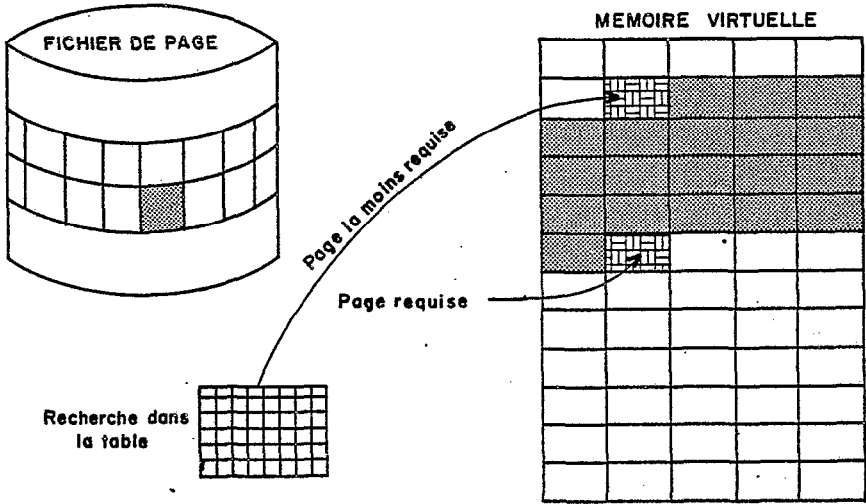 FICHIER DE PAGE
MEMOIRE VIRTUELLE
Page la moins requise
Page requise
Recherche dans
la table